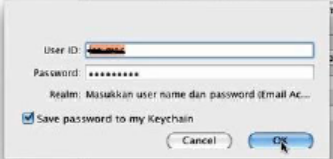 User ID:
Password: •••••••••
Realm: Masukkan user name dan password (Email Ac...
Save password to my Keychain
Cancel OK